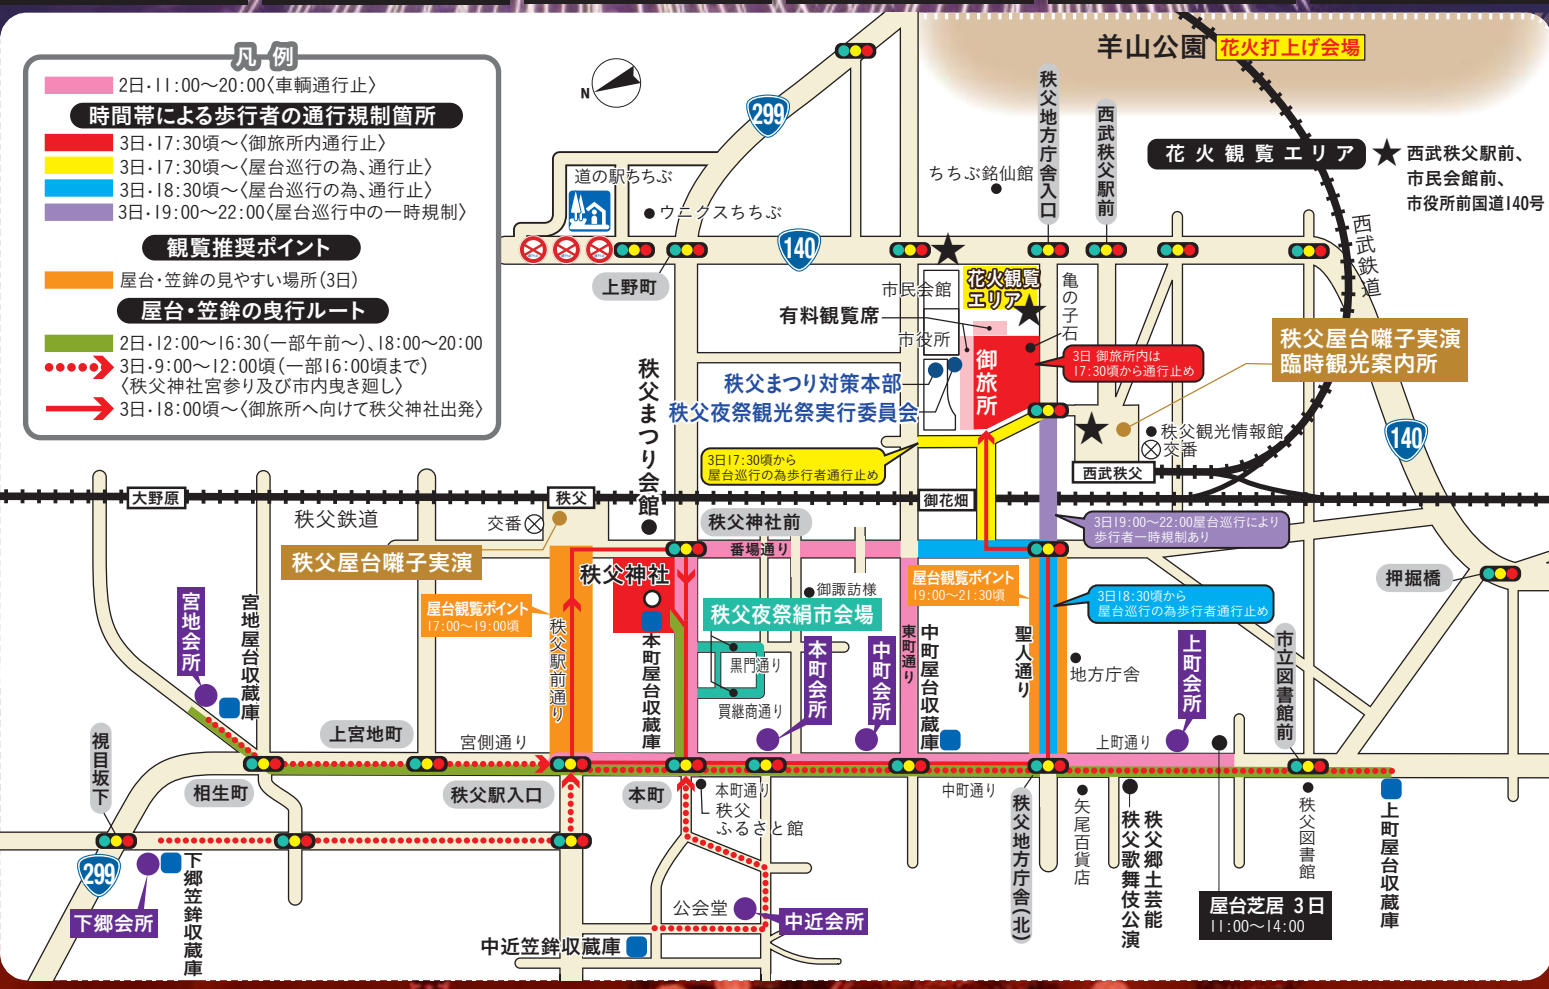 凡例
2日・11:00～20:00〈車輌通行止〉
時間帯による歩行者の通行規制箇所
3日・17:30頃～〈御旅所内通行止〉
3日・17:30頃～〈屋台巡行の為、通行止〉
3日・18:30頃～〈屋台巡行の為、通行止〉
3日・19:00～22:00〈屋台巡行中の一時規制〉
観覧推奨ポイント
屋台・笠鉾の見やすい場所(3日)
屋台・笠鉾の曳行ルート
2日・12:00～16:30(一部午前～)、18:00～20:00
3日・9:00～12:00頃(一部16:00頃まで)
〈秩父神社宮参り及び市内曳き廻し〉
3日・18:00頃～〈御旅所へ向けて秩父神社出発〉
N
299
羊山公園
花火打上げ会場
花火観覧エリア
★
西武秩父駅前、
市民会館前、
市役所前国道140号
秩父地方庁舎入口
西武秩父駅前
ちちぶ銘仙館
道の駅ちちぶ
ウニクスちちぶ
140
上野町
西武鉄道
市民会館
花火観覧
エリア
亀の子石
有料観覧席
市役所
御旅所
3日 御旅所内は
17:30頃から通行止め
秩父屋台囃子実演
臨時観光案内所
秩父まつり対策本部
秩父夜祭観光祭実行委員会
秩父まつり会館
秩父観光情報館
交番
140
3日17:30頃から
屋台巡行の為歩行者通行止め
西武秩父
大野原
秩父
御花畑
秩父鉄道
交番
秩父神社前
3日19:00～22:00屋台巡行により
歩行者一時規制あり
番場通り
秩父屋台囃子実演
秩父神社
御諏訪様
屋台観覧ポイント
19:00～21:30頃
押掘橋
宮地会所
宮地屋台収蔵庫
屋台観覧ポイント
17:00～19:00頃
秩父夜祭絹市会場
3日18:30頃から
屋台巡行の為歩行者通行止め
秩父駅前通り
本町屋台収蔵庫
黒門通り
買継商通り
本町会所
中町会所
東町通り
中町屋台収蔵庫
聖人通り
地方庁舎
上町会所
市立図書館前
視目坂下
上宮地町
宮側通り
上町通り
相生町
秩父駅入口
本町
本町通り
秩父
ふるさと館
中町通り
秩父地方庁舎(北)
矢尾百貨店
秩父歌舞伎公演
秩父郷土芸能
秩父図書館
上町屋台収蔵庫
299
下郷会所
下郷笠鉾収蔵庫
公会堂
中近会所
中近笠鉾収蔵庫
屋台芝居 3日
11:00～14:00